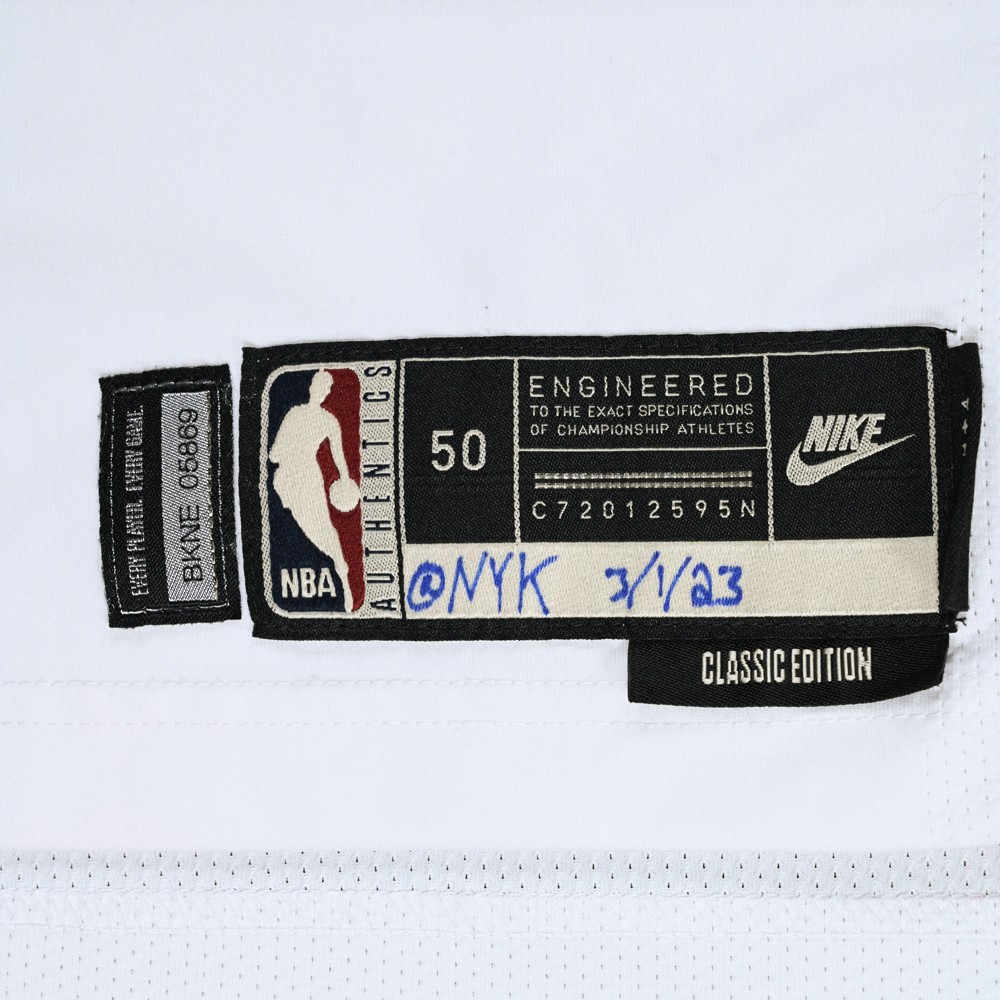 EVERY PLAYER. EVERY GAME.
BKNE 05869
NBA
AUTHENTICS
50
ENGINEERED
TO THE EXACT SPECIFICATIONS
OF CHAMPIONSHIP ATHLETES
C72012595N
NIKE
@NYK 3/1/23
CLASSIC EDITION